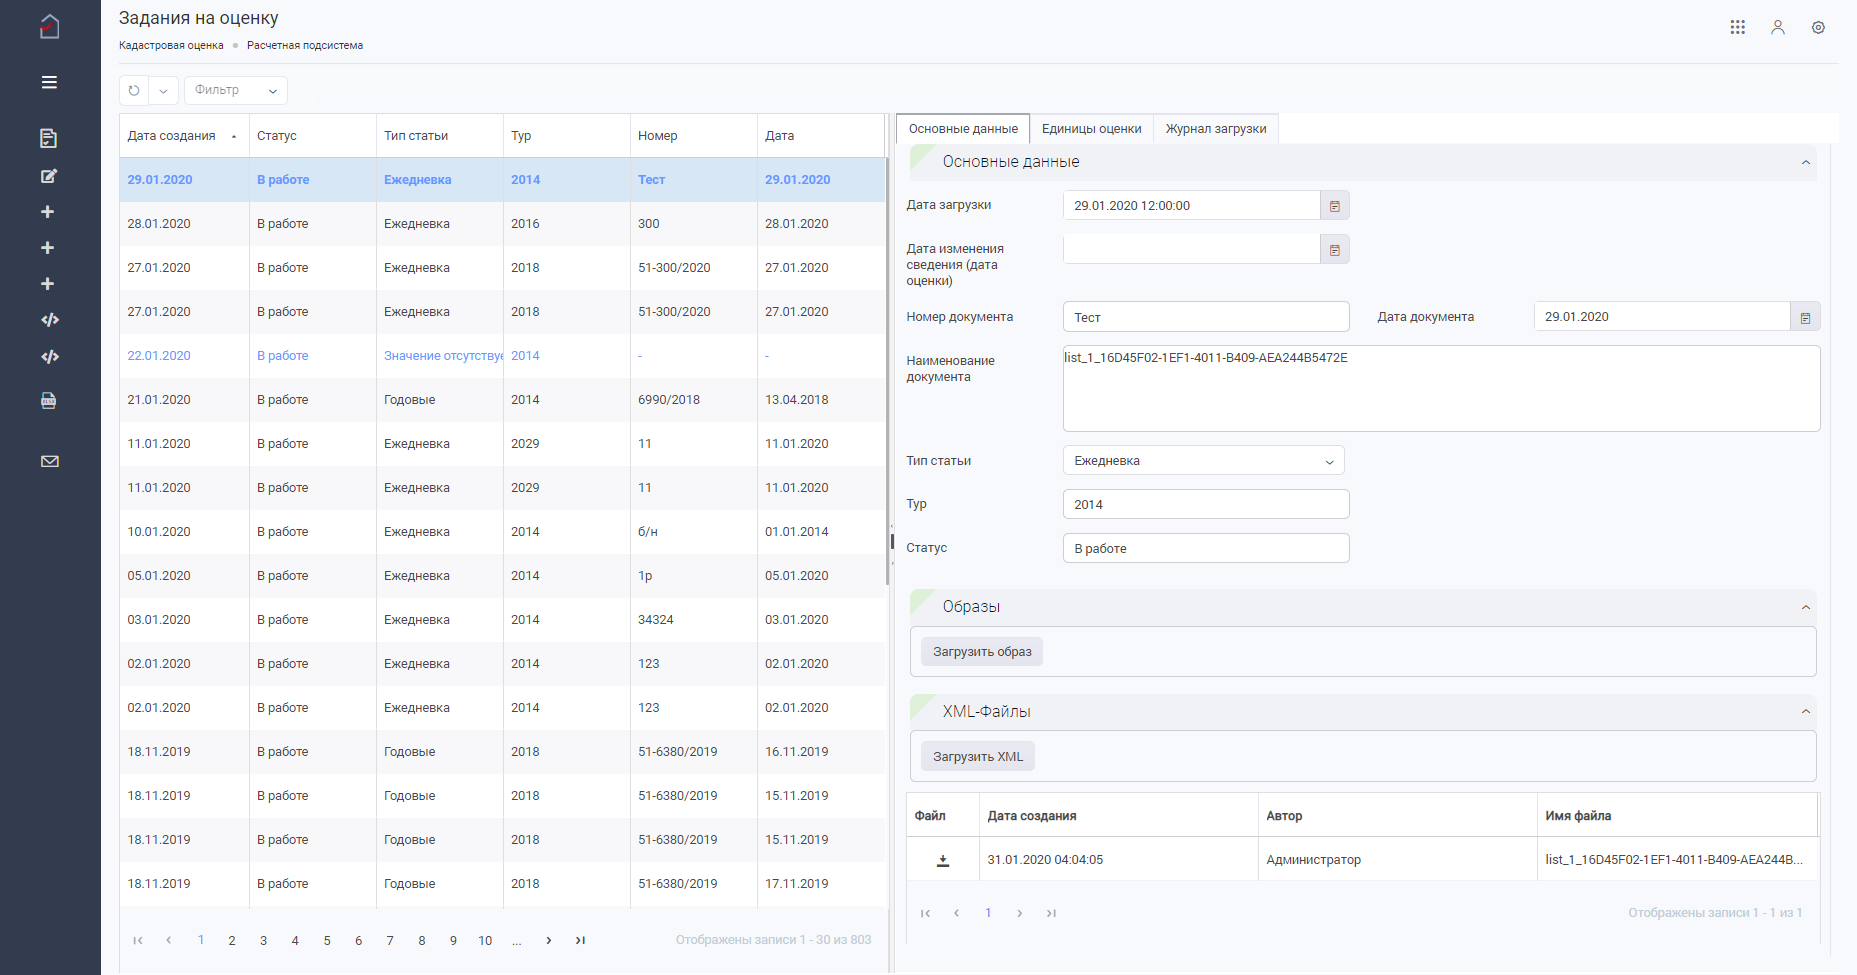 Задания на оценку
Кадастровая оценка Расчетная подсистема
Фильтр
Дата создания Статус Тип статьи Тур Номер Дата
29.01.2020 В работе Ежедневка 2014 Тест 29.01.2020
28.01.2020 В работе Ежедневка 2016 300 28.01.2020
27.01.2020 В работе Ежедневка 2018 51-300/2020 27.01.2020
27.01.2020 В работе Ежедневка 2018 51-300/2020 27.01.2020
22.01.2020 В работе Значение отсутствуе 2014 - -
21.01.2020 В работе Годовые 2014 6990/2018 13.04.2018
11.01.2020 В работе Ежедневка 2029 11 11.01.2020
11.01.2020 В работе Ежедневка 2029 11 11.01.2020
10.01.2020 В работе Ежедневка 2014 б/н 01.01.2014
05.01.2020 В работе Ежедневка 2014 1р 05.01.2020
03.01.2020 В работе Ежедневка 2014 34324 03.01.2020
02.01.2020 В работе Ежедневка 2014 123 02.01.2020
02.01.2020 В работе Ежедневка 2014 123 02.01.2020
18.11.2019 В работе Годовые 2018 51-6380/2019 16.11.2019
18.11.2019 В работе Годовые 2018 51-6380/2019 15.11.2019
18.11.2019 В работе Годовые 2018 51-6380/2019 15.11.2019
18.11.2019 В работе Годовые 2018 51-6380/2019 17.11.2019
1 2 3 4 5 6 7 8 9 10 ... Отображены записи 1 - 30 из 803
Основные данные Единицы оценки Журнал загрузки
Основные данные
Дата загрузки 29.01.2020 12:00:00
Дата изменения
сведения (дата
оценки)
Номер документа Тест Дата документа 29.01.2020
Наименование
документа
list_1_16D45F02-1EF1-4011-B409-AEA244B5472E
Тип статьи Ежедневка
Тур 2014
Статус В работе
Образы
Загрузить образ
XML-Файлы
Загрузить XML
Файл Дата создания Автор Имя файла
31.01.2020 04:04:05 Администратор list_1_16D45F02-1EF1-4011-B409-AEA244B...
1 Отображены записи 1 - 1 из 1